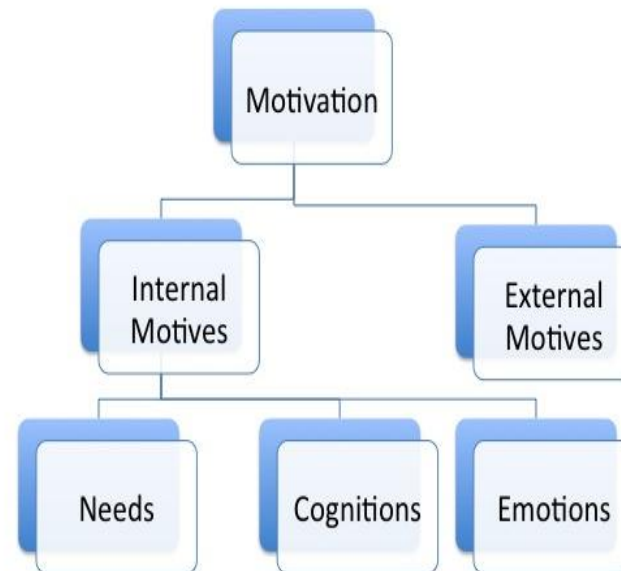 Motivation
Internal
Motives
External
Motives
Needs
Cognitions
Emotions